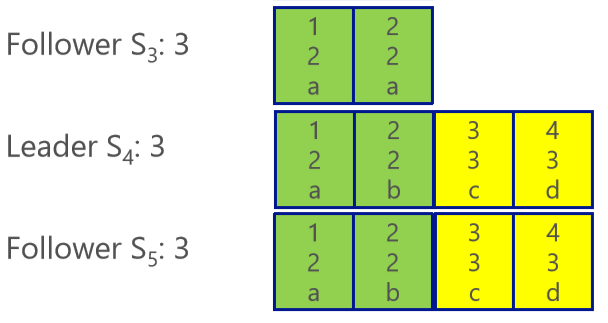 Follower S3: 3
1 2
2 2
a a
Leader S4: 3
1 2 3 4
2 2 3 3
a b c d
Follower S5: 3
1 2 3 4
2 2 3 3
a b c d